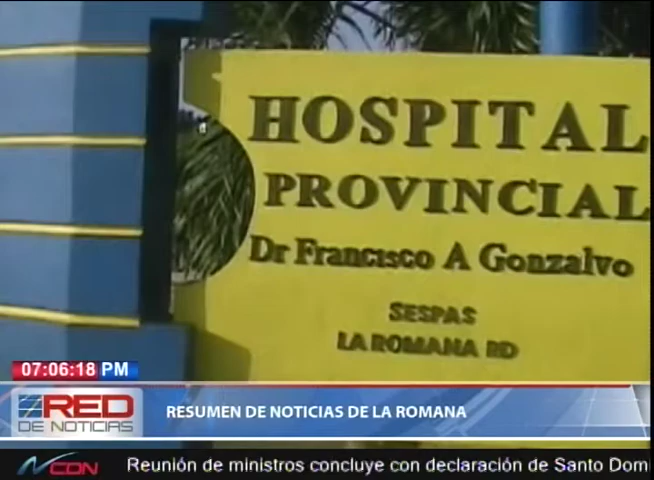 HOSPITAL
PROVINCIAL
Dr Francisco A Gonzalvo
SESPAS
LA ROMANA RD
07:06:18 PM
RED
DE NOTICIAS
RESUMEN DE NOTICIAS DE LA ROMANA
NCDN
Reunión de ministros concluye con declaración de Santo Dom